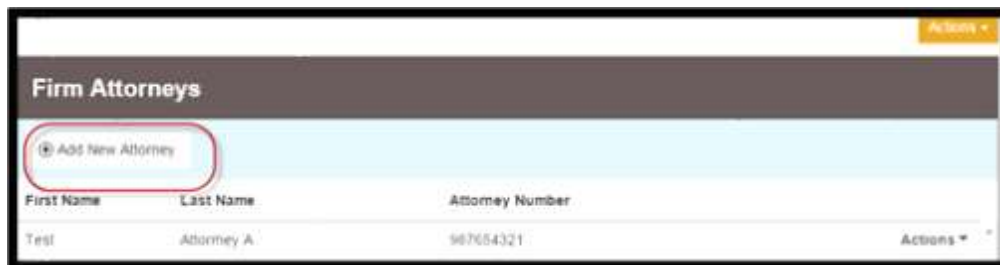 Actions
Firm Attorneys
Add New Attorney
First Name Last Name Attorney Number
Test Attorney A 987654321 Actions